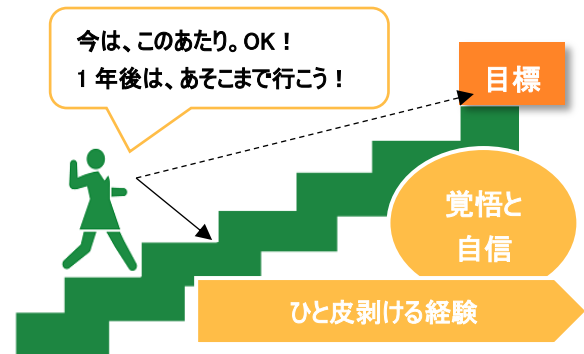 今は、このあたり。OK！
１年後は、あそこまで行こう！
目標
覚悟と
自信
ひと皮剥ける経験